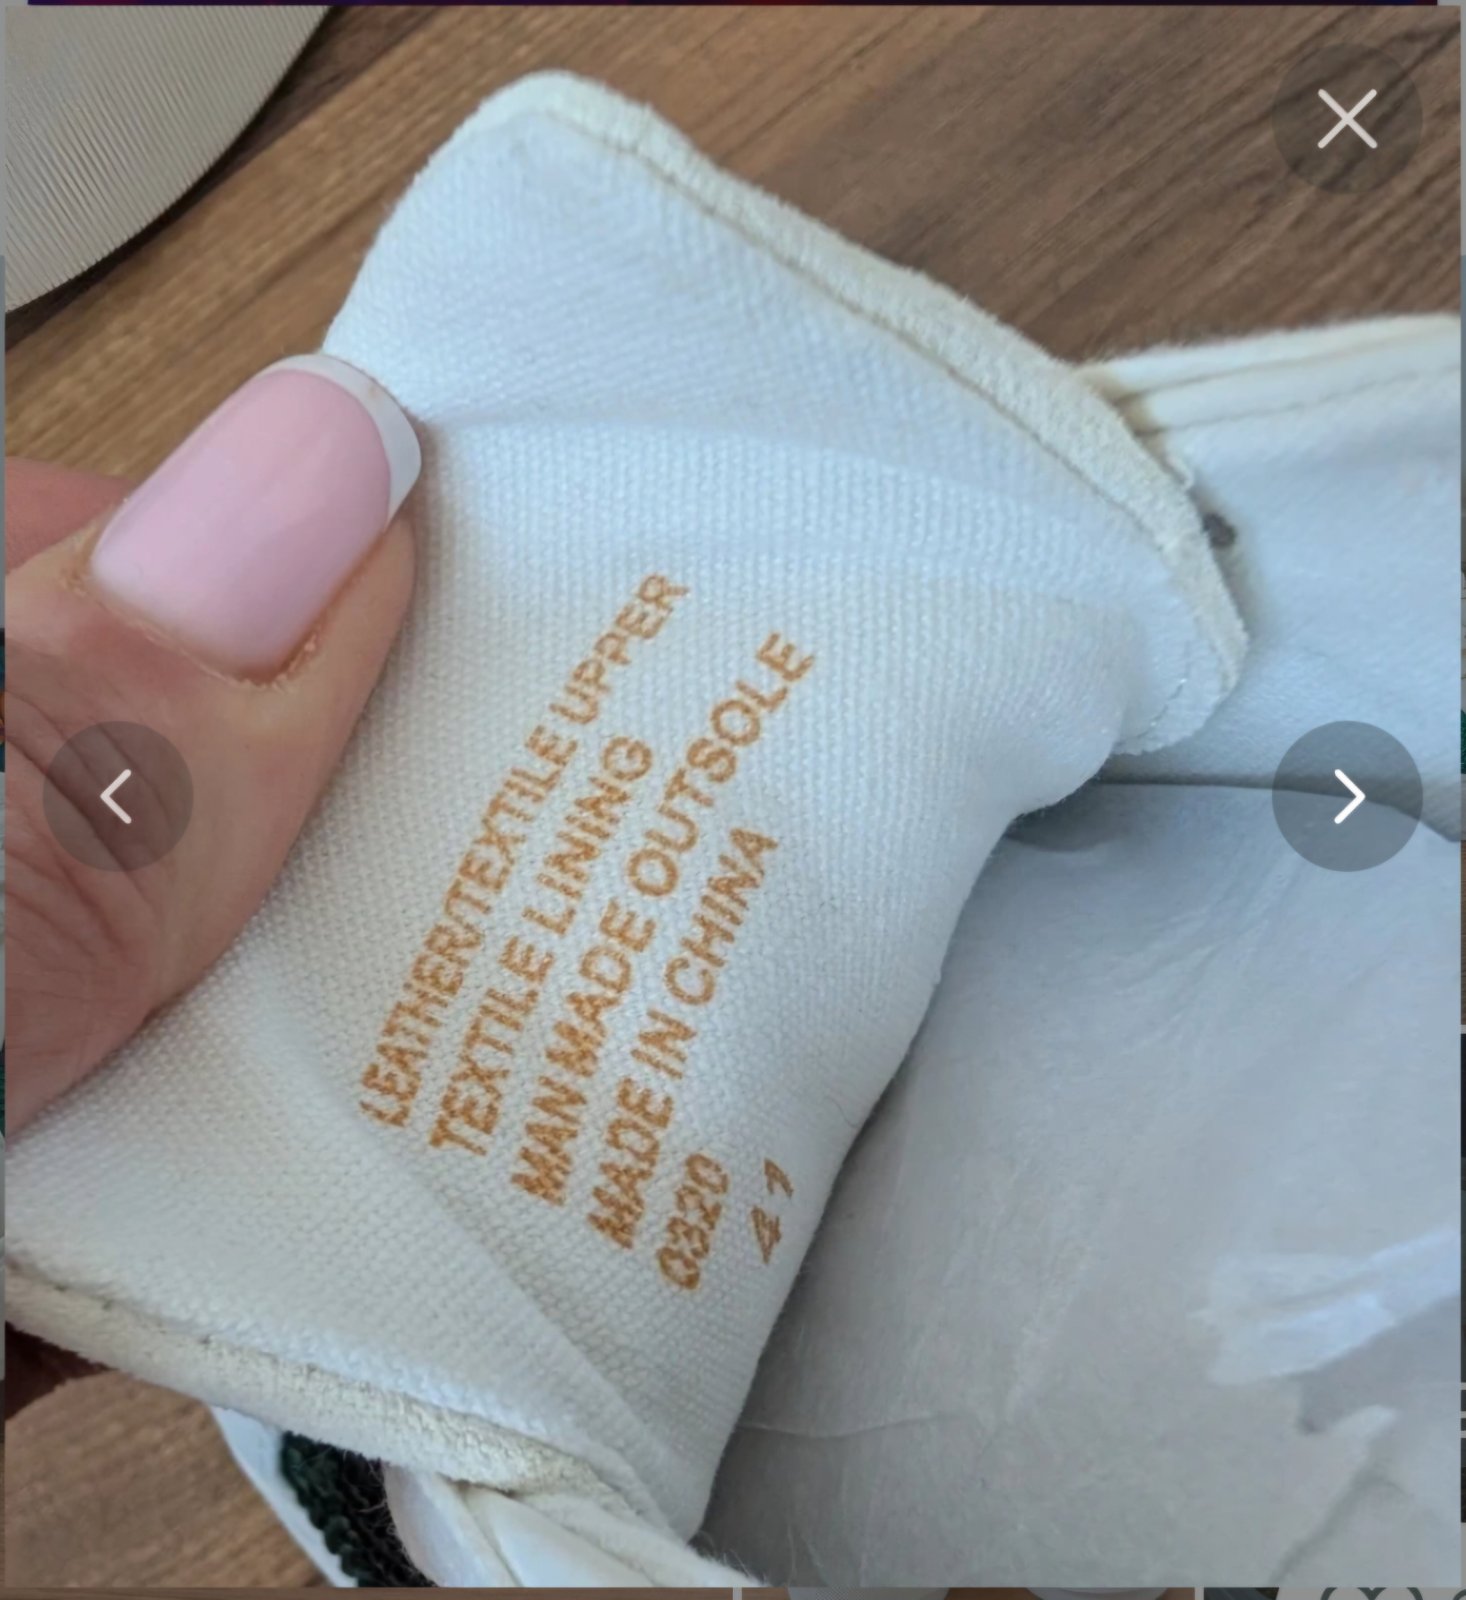 LEATHER/TEXTILE UPPER
TEXTILE LINING
MAN MADE OUTSOLE
MADE IN CHINA
0320
41